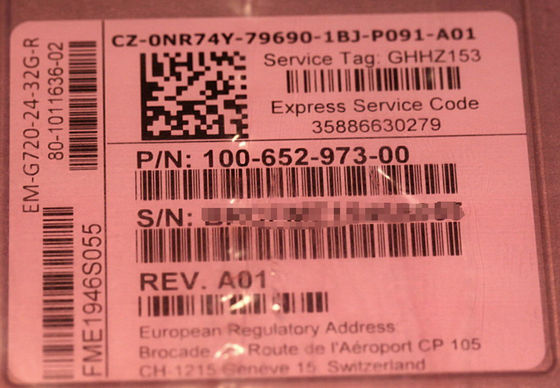 CZ-0NR74Y-79690-1BJ-P091-A01
Service Tag: GHHZ153
Express Service Code
35886630279
P/N: 100-652-973-00
S/N:
REV. A01
European Regulatory Address
Brocade Route de l'Aéroport CP 105
CH-1215 Genève 15 Switzerland
EM-G720-24-32G-R
80-1011636-02
FME1946S055